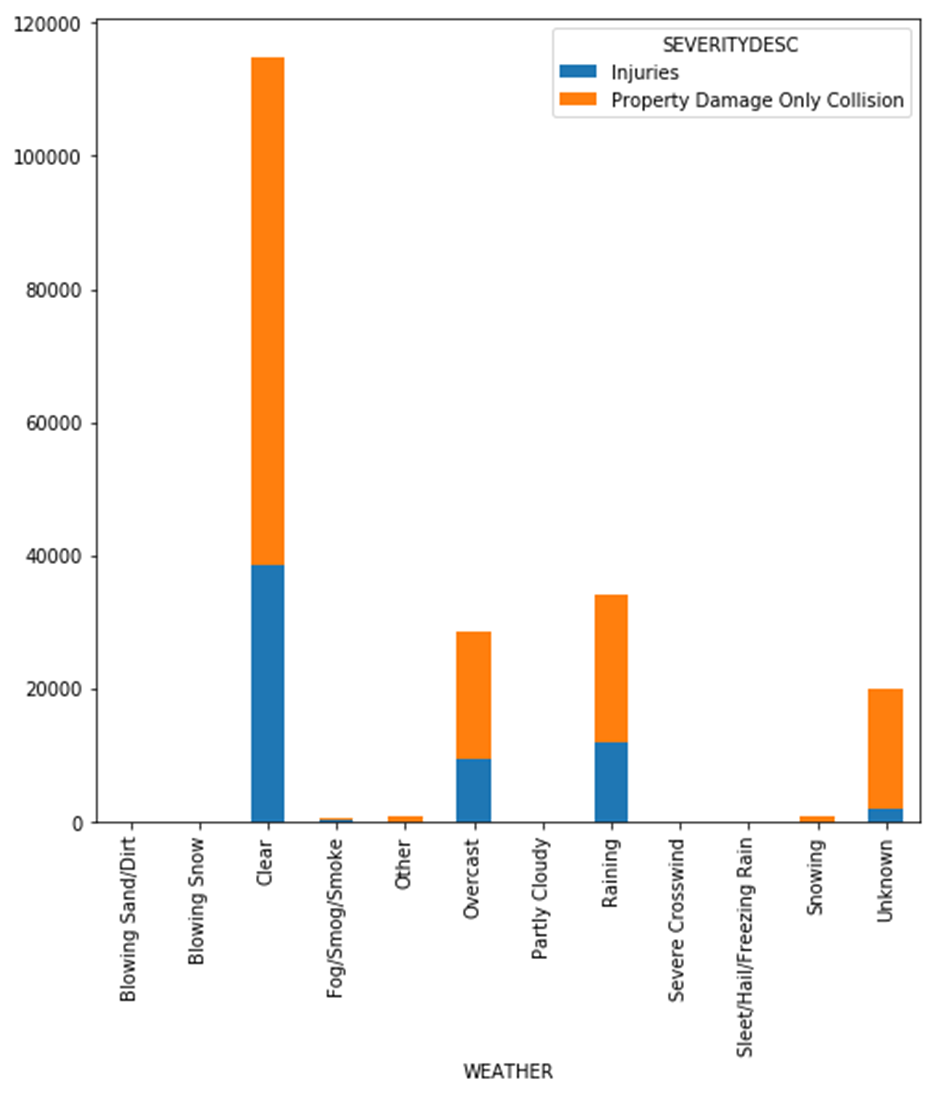 120000
100000
80000
60000
40000
20000
0
SEVERITYDESC
Injuries
Property Damage Only Collision
Blowing Sand/Dirt
Blowing Snow
Clear
Fog/Smog/Smoke
Other
Overcast
Partly Cloudy
Raining
Severe Crosswind
Sleet/Hail/Freezing Rain
Snowing
Unknown
WEATHER